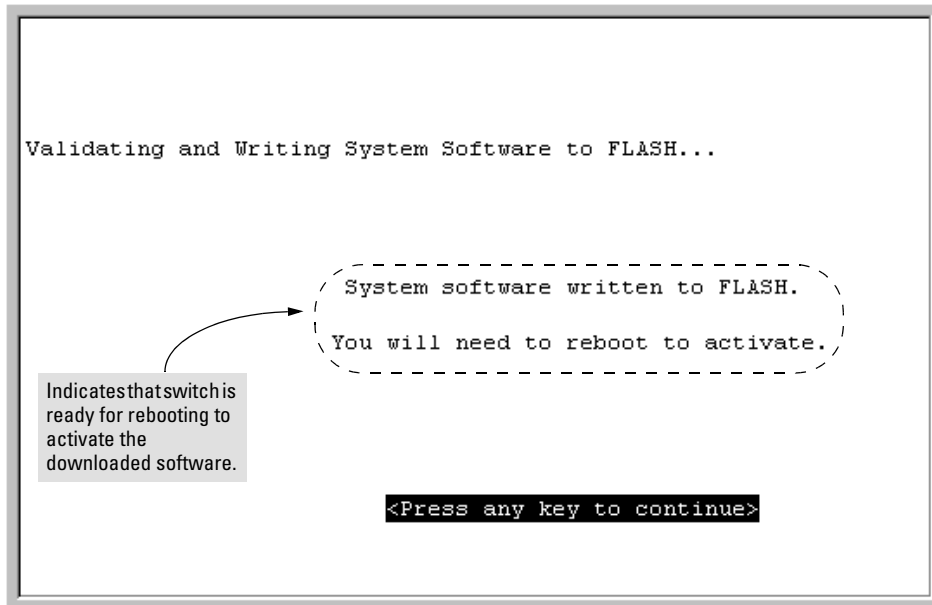 Validating and Writing System Software to FLASH...
System software written to FLASH.
You will need to reboot to activate.
Indicates that switch is
ready for rebooting to
activate the
downloaded software.
<Press any key to continue>